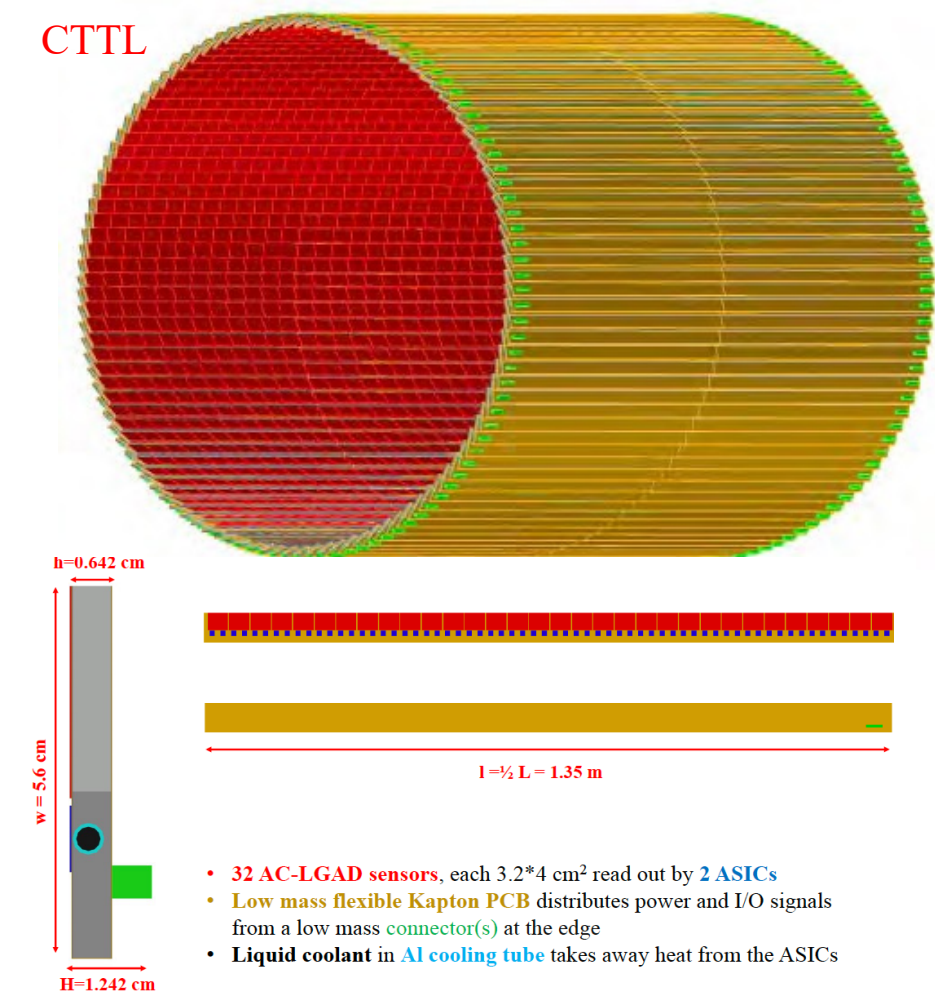 CTTL
h=0.642 cm
w = 5.6 cm
l =½ L = 1.35 m
H=1.242 cm
• 32 AC-LGAD sensors, each 3.2*4 cm² read out by 2 ASICs
• Low mass flexible Kapton PCB distributes power and I/O signals
from a low mass connector(s) at the edge
• Liquid coolant in Al cooling tube takes away heat from the ASICs